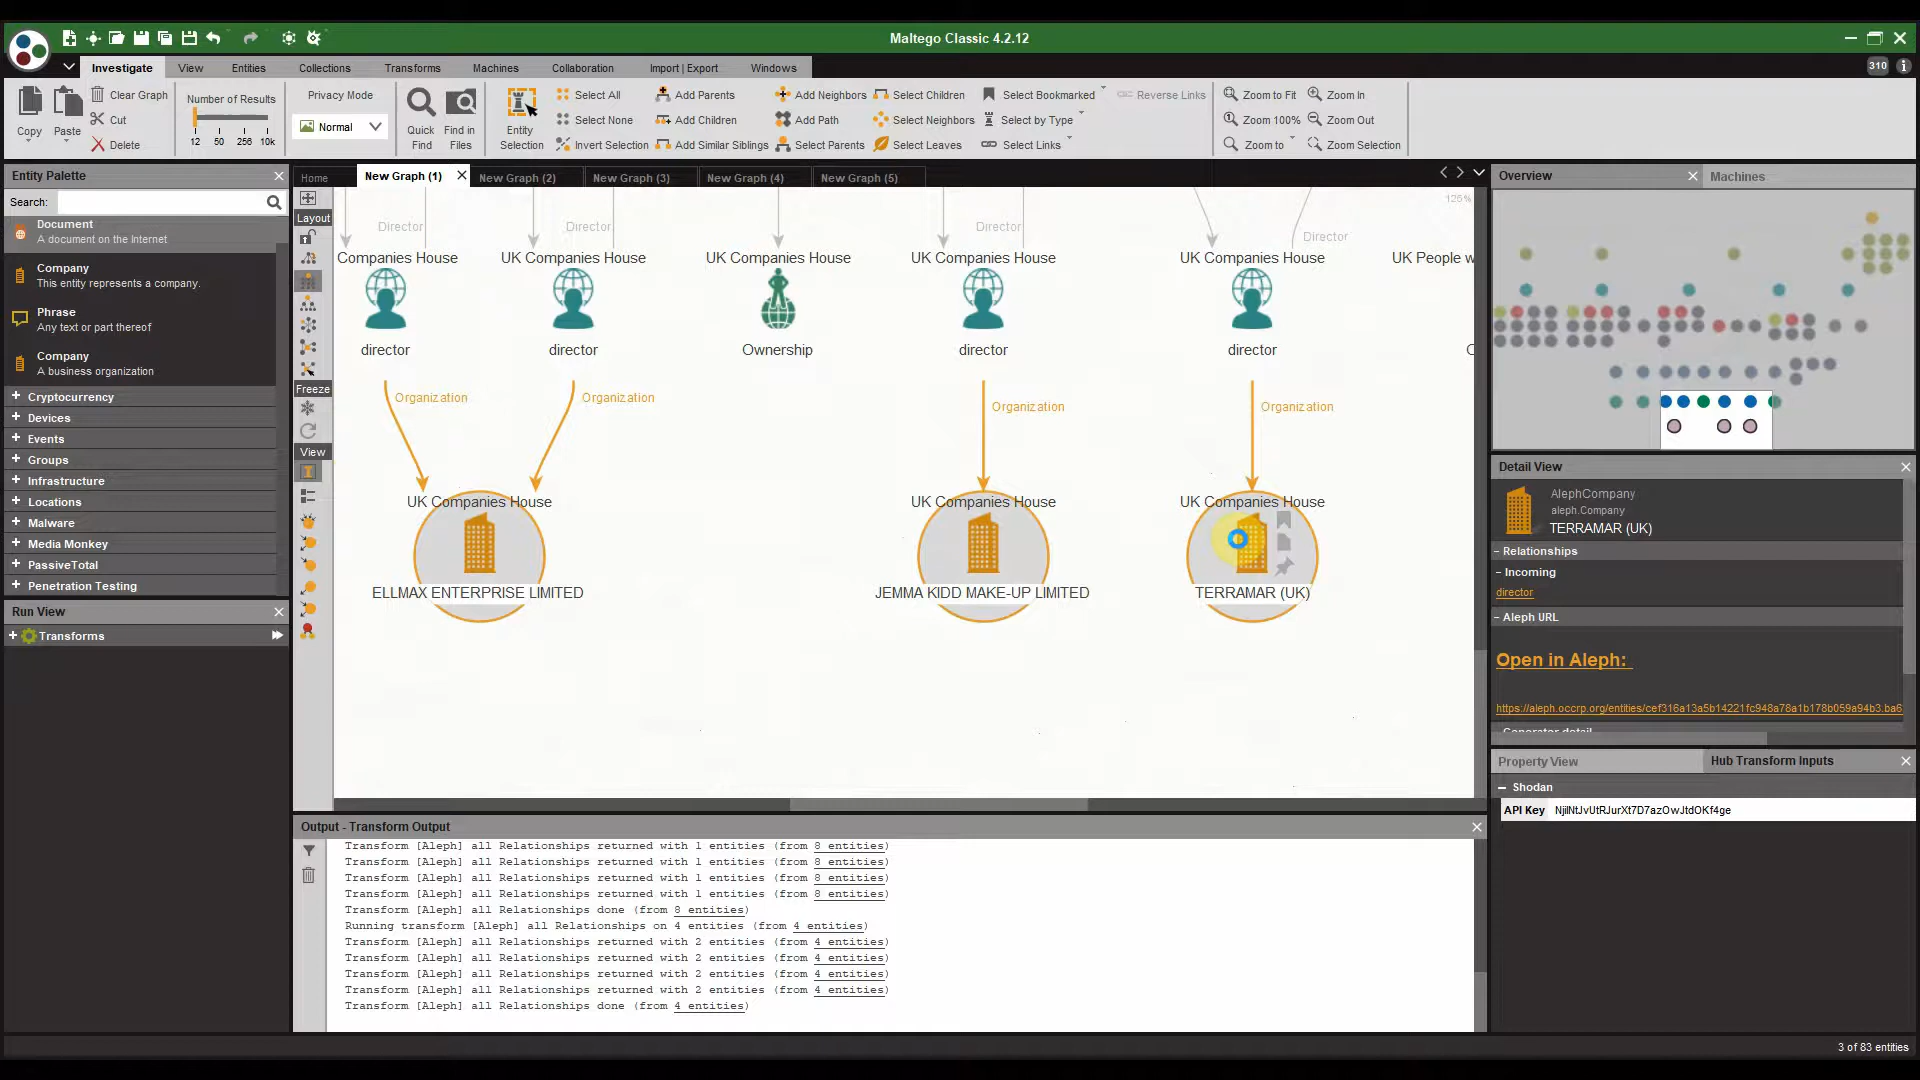 Maltego Classic 4.2.12
Investigate View Entities Collections Transforms Machines Collaboration Import | Export Windows
310
Copy
Paste
Clear Graph
Cut
Delete
Number of Results
12 50 256 10k
Privacy Mode
Normal
Quick Find
Find in Files
Entity Selection
Select All
Select None
Invert Selection
Add Parents
Add Children
Add Similar Siblings
Add Neighbors
Add Path
Select Parents
Select Children
Select Neighbors
Select Leaves
Select Bookmarked
Select by Type
Select Links
Reverse Links
Zoom to Fit
Zoom 100%
Zoom to
Zoom In
Zoom Out
Zoom Selection
Entity Palette
Search:
Document
A document on the Internet
Company
This entity represents a company.
Phrase
Any text or part thereof
Company
A business organization
Cryptocurrency
Devices
Events
Groups
Infrastructure
Locations
Malware
Media Monkey
PassiveTotal
Penetration Testing
Run View
Transforms
Home New Graph (1) New Graph (2) New Graph (3) New Graph (4) New Graph (5)
Layout
Freeze
View
125%
Director Director Director Director
Companies House UK Companies House UK Companies House UK Companies House UK Companies House UK People w
director director Ownership director director
Organization Organization Organization Organization
UK Companies House UK Companies House UK Companies House
ELLMAX ENTERPRISE LIMITED JEMMA KIDD MAKE-UP LIMITED TERRAMAR (UK)
Output - Transform Output
Transform [Aleph] all Relationships returned with 1 entities (from 8 entities)
Transform [Aleph] all Relationships returned with 1 entities (from 8 entities)
Transform [Aleph] all Relationships returned with 1 entities (from 8 entities)
Transform [Aleph] all Relationships returned with 1 entities (from 8 entities)
Transform [Aleph] all Relationships done (from 8 entities)
Running transform [Aleph] all Relationships on 4 entities (from 4 entities)
Transform [Aleph] all Relationships returned with 2 entities (from 4 entities)
Transform [Aleph] all Relationships returned with 2 entities (from 4 entities)
Transform [Aleph] all Relationships returned with 2 entities (from 4 entities)
Transform [Aleph] all Relationships returned with 2 entities (from 4 entities)
Transform [Aleph] all Relationships done (from 4 entities)
Overview Machines
Detail View
AlephCompany
aleph.Company
TERRAMAR (UK)
Relationships
Incoming
director
Aleph URL
Open in Aleph:
https://aleph.occrp.org/entities/cef316a13a5b14221fc948a78a1b178b059a94b3.ba6
Property View Hub Transform Inputs
Shodan
API Key
3 of 83 entities